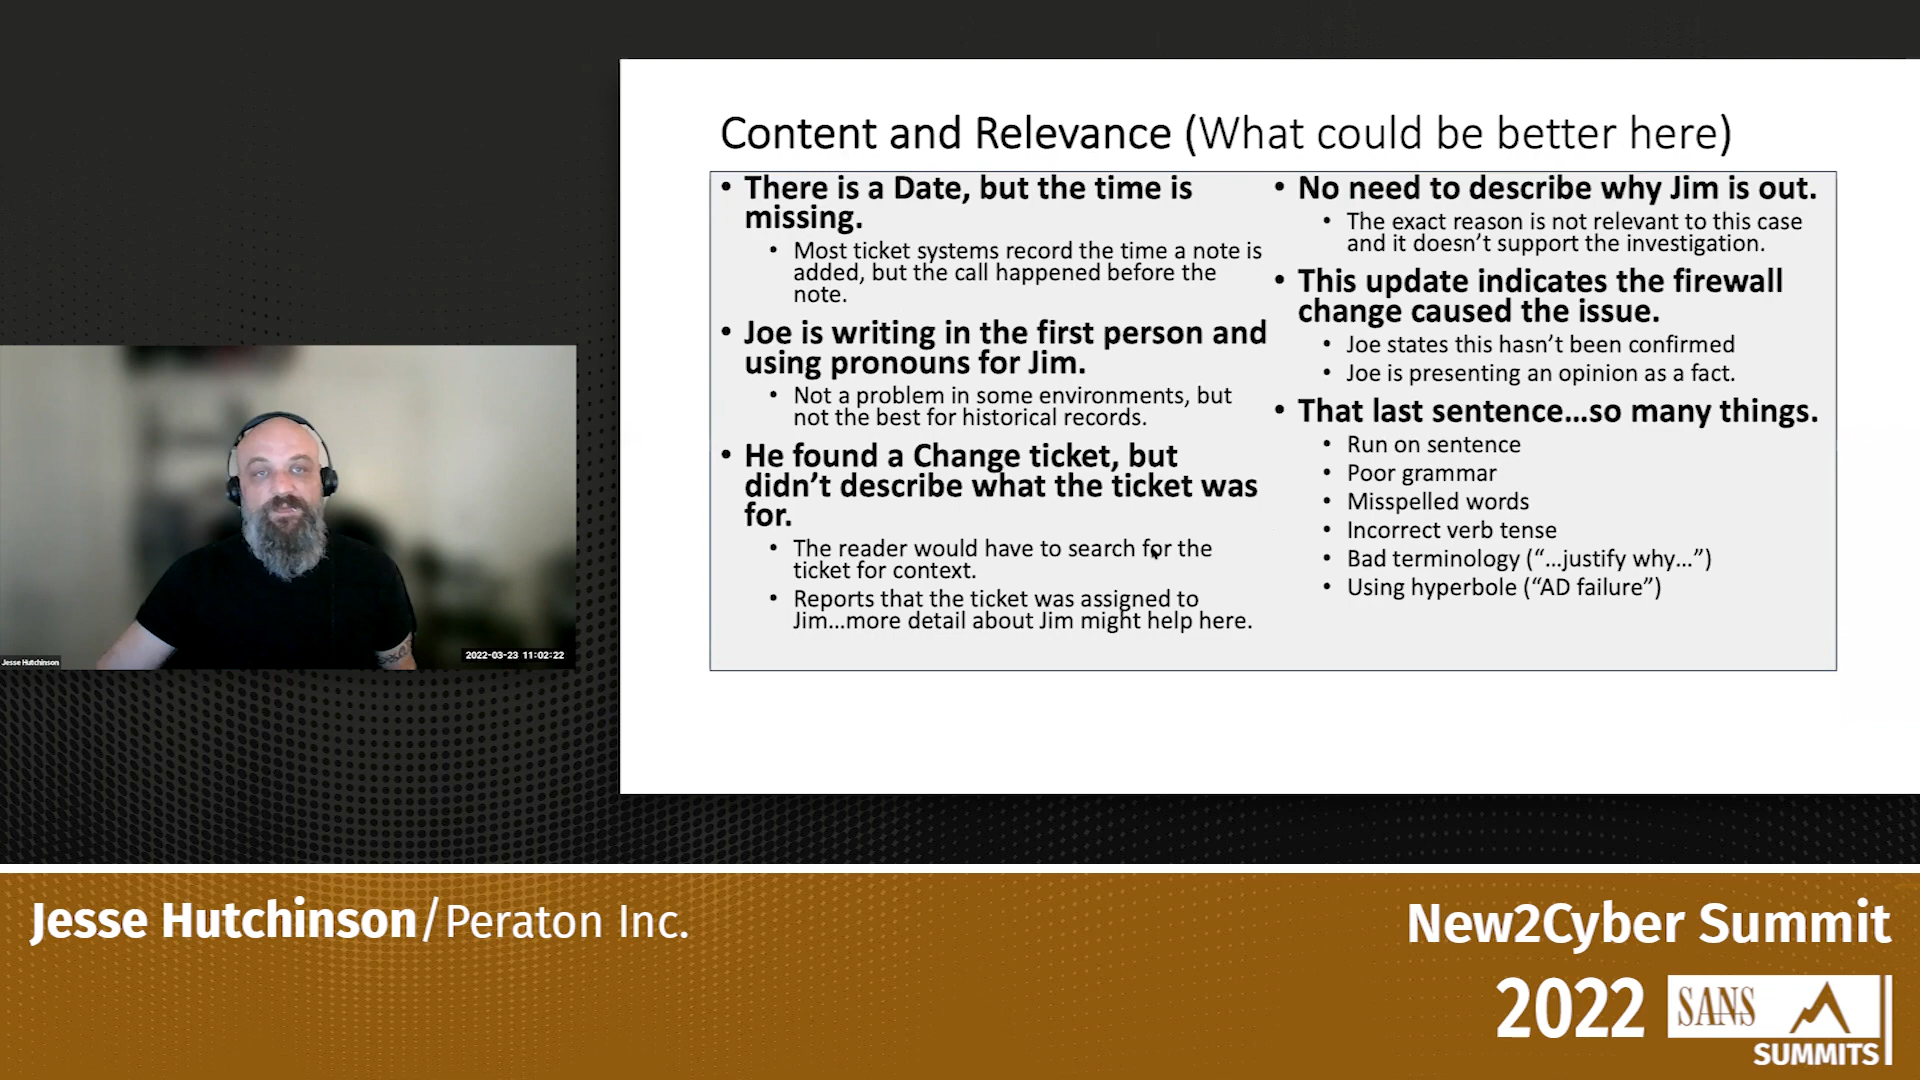 Content and Relevance (What could be better here)
• There is a Date, but the time is
missing.
• Most ticket systems record the time a note is
added, but the call happened before the
note.
• Joe is writing in the first person and
using pronouns for Jim.
• Not a problem in some environments, but
not the best for historical records.
• He found a Change ticket, but
didn’t describe what the ticket was
for.
• The reader would have to search for the
ticket for context.
• Reports that the ticket was assigned to
Jim...more detail about Jim might help here.
• No need to describe why Jim is out.
• The exact reason is not relevant to this case
and it doesn’t support the investigation.
• This update indicates the firewall
change caused the issue.
• Joe states this hasn’t been confirmed
• Joe is presenting an opinion as a fact.
• That last sentence...so many things.
• Run on sentence
• Poor grammar
• Misspelled words
• Incorrect verb tense
• Bad terminology (“...justify why...”)
• Using hyperbole (“AD failure”)
Jesse Hutchinson
2022-03-23 11:02:22
Jesse Hutchinson/Peraton Inc.
New2Cyber Summit
2022
SANS
SUMMITS